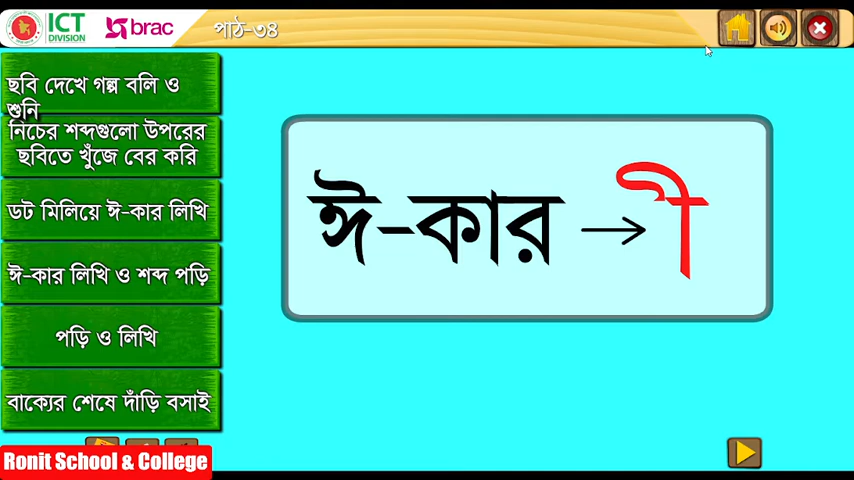 ICT
DIVISION
brac
পাঠ-৩৪
ছবি দেখে গল্প বলি ও
শুনি
নিচের শব্দগুলো উপরের
ছবিতে খুঁজে বের করি
ডট মিলিয়ে ঈ-কার লিখি
ঈ-কার লিখি ও শব্দ পড়ি
পড়ি ও লিখি
বাক্যের শেষে দাঁড়ি বসাই
ঈ-কার → ী
Ronit School & College